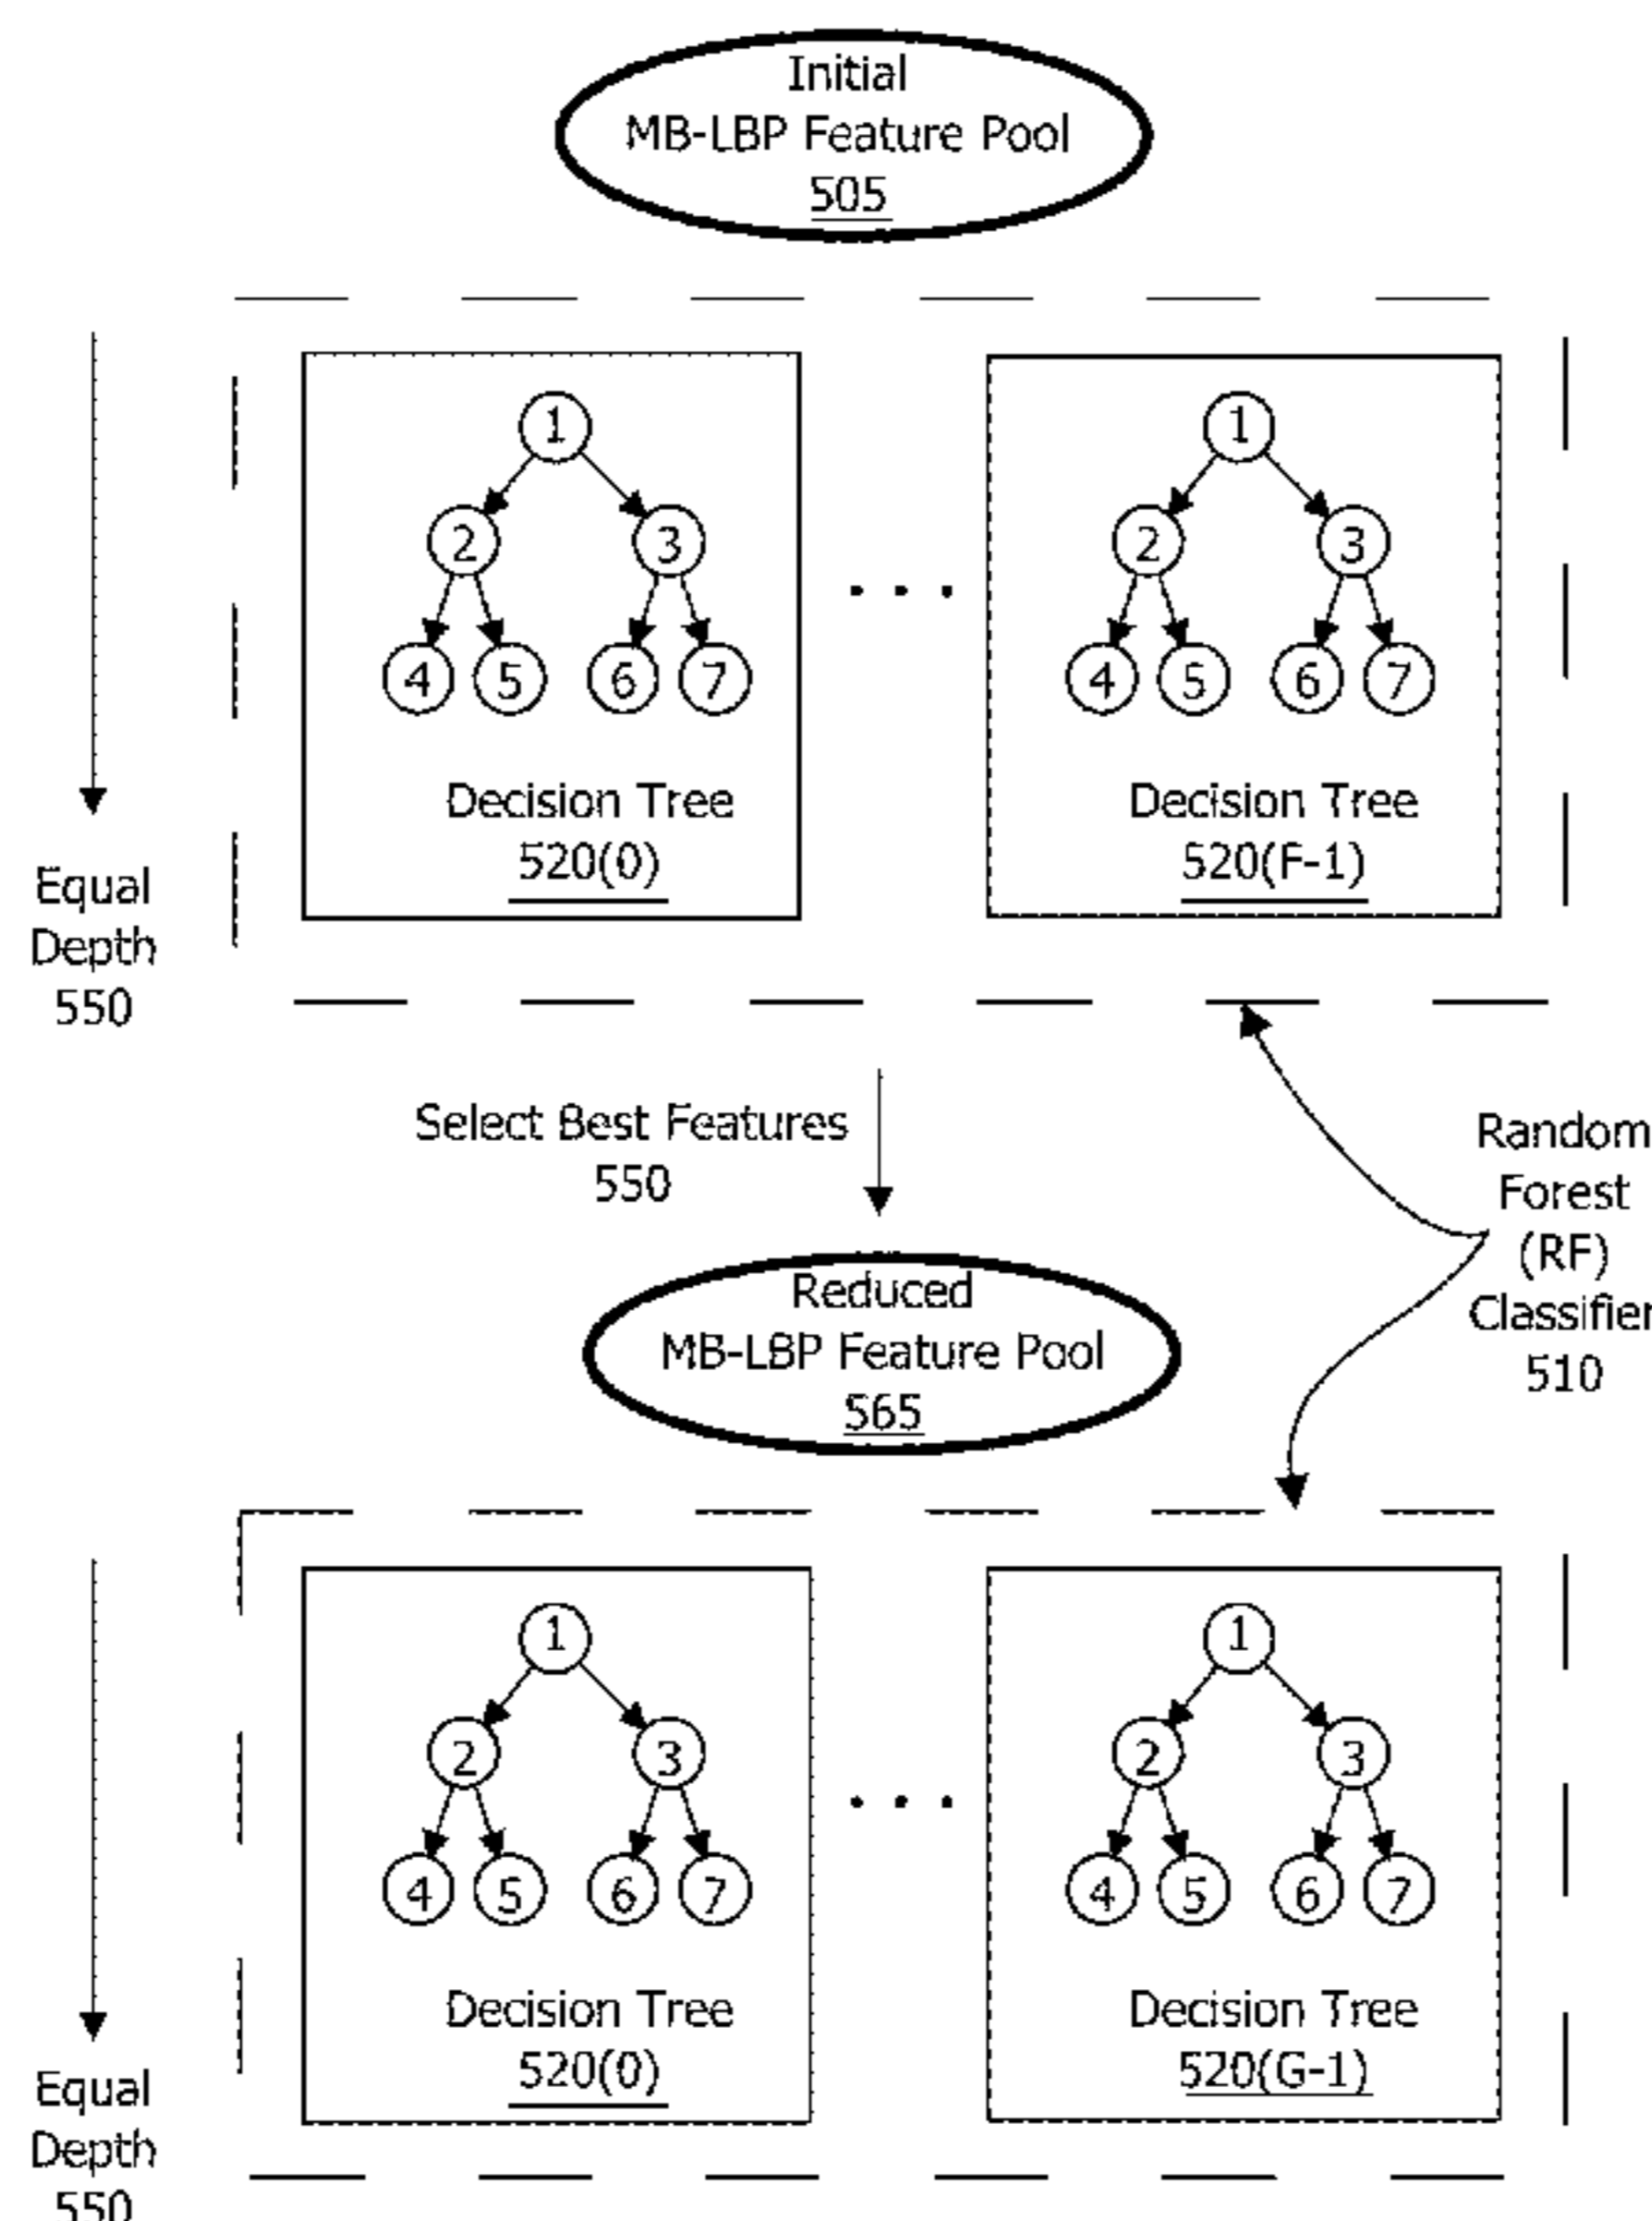 Initial
MB-LBP Feature Pool
505
1
1
2
3
2
3
4
5
6
7
4
5
6
7
Decision Tree
520(0)
Decision Tree
520(F-1)
Equal
Depth
550
Select Best Features
550
Random
Forest
(RF)
Classifier
510
Reduced
MB-LBP Feature Pool
565
1
1
2
3
2
3
4
5
6
7
4
5
6
7
Decision Tree
520(0)
Decision Tree
520(G-1)
Equal
Depth
550